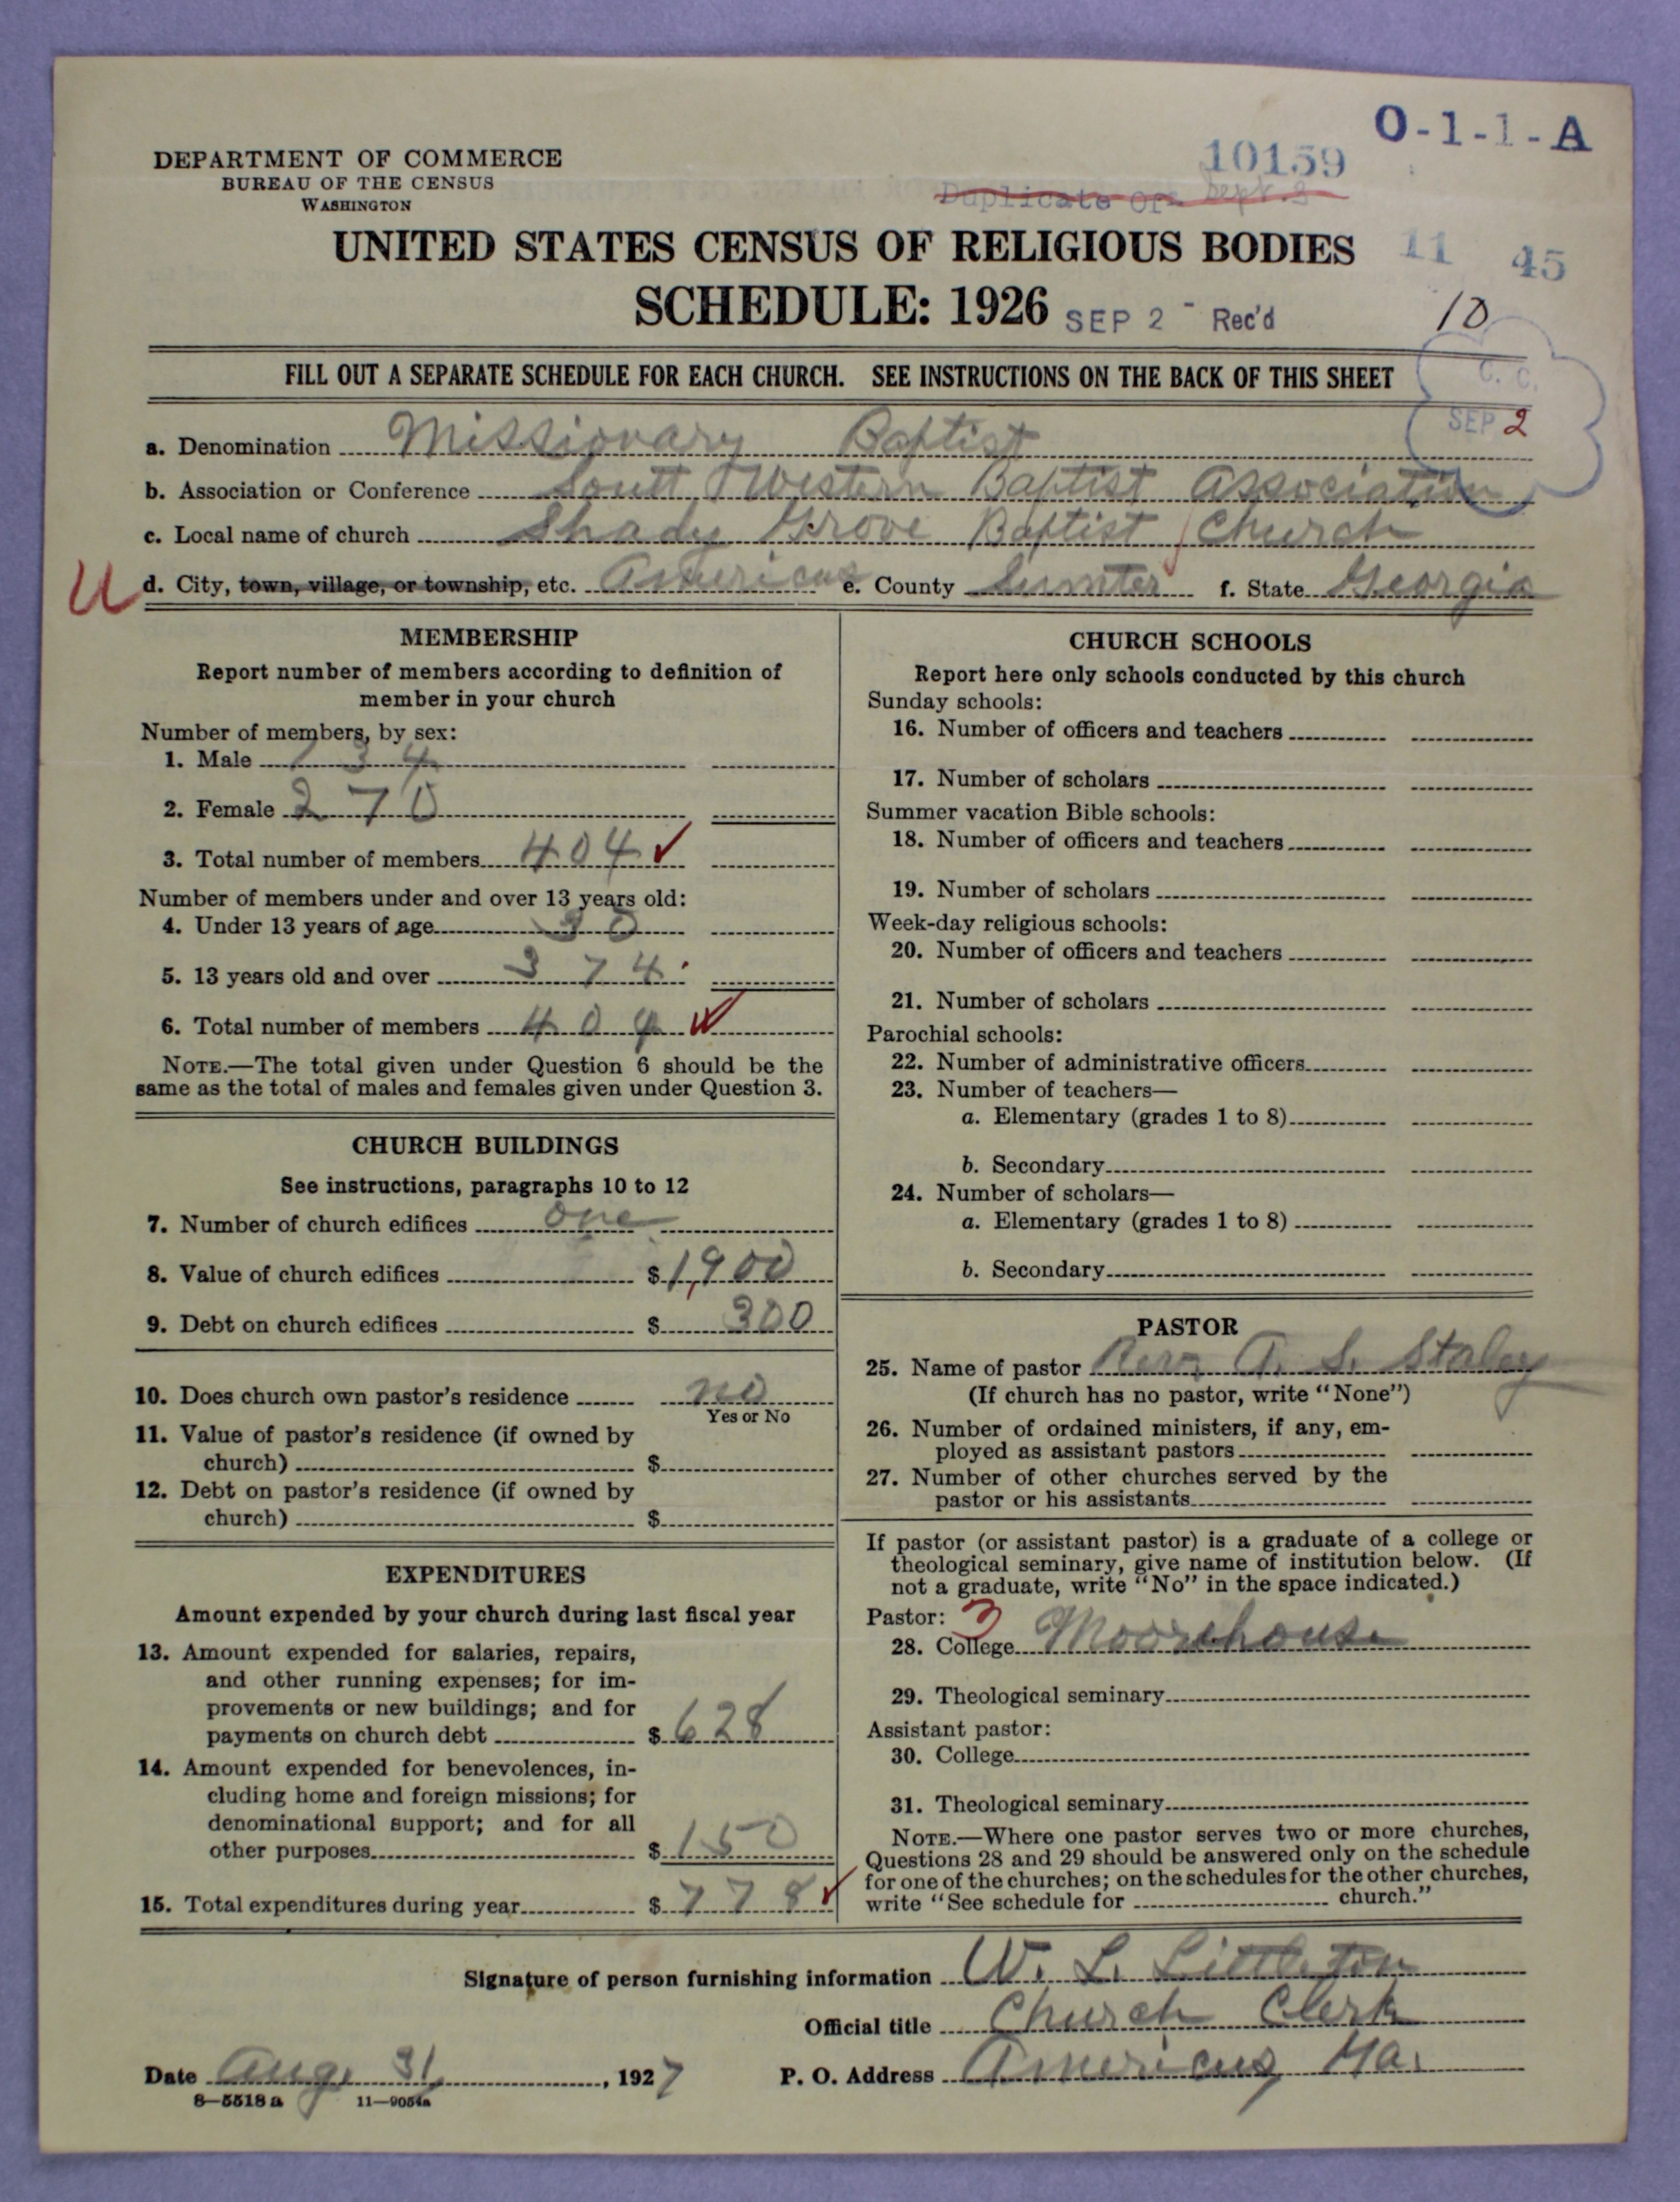 O-1-1-A
10159
DEPARTMENT OF COMMERCE
BUREAU OF THE CENSUS
WASHINGTON
Duplicate Of Sept. 3
UNITED STATES CENSUS OF RELIGIOUS BODIES
11 45
SCHEDULE: 1926 SEP 2 - Rec'd
10
FILL OUT A SEPARATE SCHEDULE FOR EACH CHURCH. SEE INSTRUCTIONS ON THE BACK OF THIS SHEET
C. C.
SEP 2
a. Denomination Missionary Baptist
b. Association or Conference South Western Baptist Association
c. Local name of church Shady Grove Baptist Church
d. City, town, village, or township, etc. Americus e. County Sumter f. State Georgia
MEMBERSHIP
Report number of members according to definition of
member in your church
Number of members, by sex:
1. Male 134
2. Female 270
3. Total number of members 404 ✓
Number of members under and over 13 years old:
4. Under 13 years of age 30
5. 13 years old and over 374
6. Total number of members 404
NOTE.—The total given under Question 6 should be the
same as the total of males and females given under Question 3.
CHURCH BUILDINGS
See instructions, paragraphs 10 to 12
7. Number of church edifices one
8. Value of church edifices $1,900
9. Debt on church edifices $300
10. Does church own pastor's residence no
Yes or No
11. Value of pastor's residence (if owned by
church) $
12. Debt on pastor's residence (if owned by
church) $
EXPENDITURES
Amount expended by your church during last fiscal year
13. Amount expended for salaries, repairs,
and other running expenses; for im-
provements or new buildings; and for
payments on church debt $628
14. Amount expended for benevolences, in-
cluding home and foreign missions; for
denominational support; and for all
other purposes $150
15. Total expenditures during year $778 ✓
CHURCH SCHOOLS
Report here only schools conducted by this church
Sunday schools:
16. Number of officers and teachers
17. Number of scholars
Summer vacation Bible schools:
18. Number of officers and teachers
19. Number of scholars
Week-day religious schools:
20. Number of officers and teachers
21. Number of scholars
Parochial schools:
22. Number of administrative officers
23. Number of teachers—
a. Elementary (grades 1 to 8)
b. Secondary
24. Number of scholars—
a. Elementary (grades 1 to 8)
b. Secondary
PASTOR
25. Name of pastor Rev. A. S. Staley
(If church has no pastor, write "None")
26. Number of ordained ministers, if any, em-
ployed as assistant pastors
27. Number of other churches served by the
pastor or his assistants
If pastor (or assistant pastor) is a graduate of a college or
theological seminary, give name of institution below. (If
not a graduate, write "No" in the space indicated.)
Pastor: 3
28. College Moorehouse
29. Theological seminary
Assistant pastor:
30. College
31. Theological seminary
NOTE.—Where one pastor serves two or more churches,
Questions 28 and 29 should be answered only on the schedule
for one of the churches; on the schedules for the other churches,
write "See schedule for church."
Signature of person furnishing information W. L. Littleton
Official title Church Clerk
Date Aug. 31, 1927 P. O. Address Americus, Ga.
8—5518 a 11—9054a